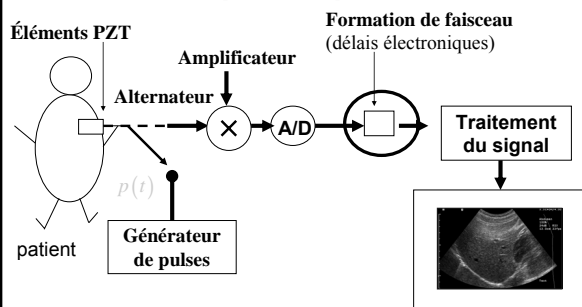 Éléments PZT
Formation de faisceau
(délais électroniques)
Amplificateur
Alternateur
×
A/D
Traitement
du signal
p(t)
patient
Générateur
de pulses